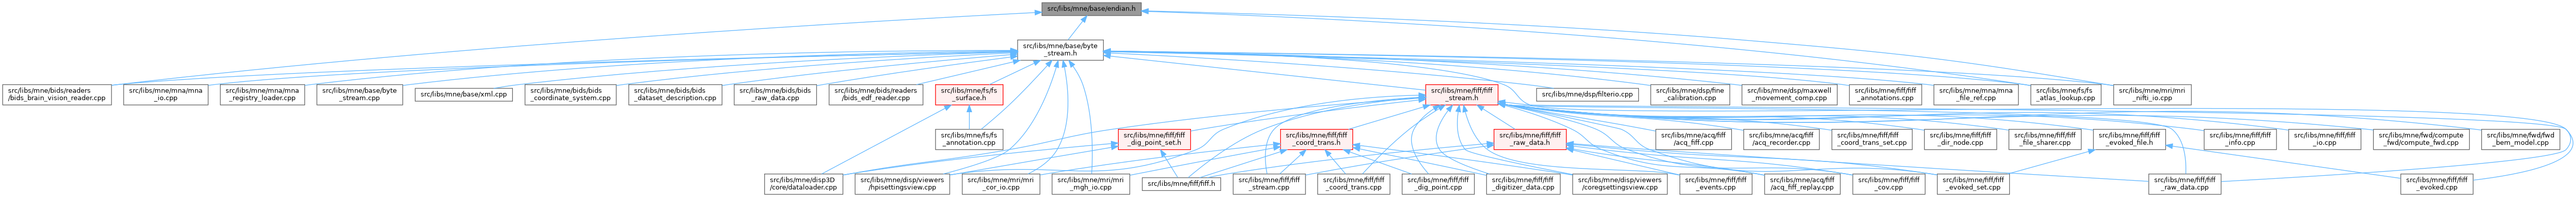 src/libs/mne/base/endian.h
src/libs/mne/base/byte
_stream.h
src/libs/mne/bids/readers
/bids_brain_vision_reader.cpp
src/libs/mne/mna/mna
_io.cpp
src/libs/mne/mna/mna
_registry_loader.cpp
src/libs/mne/base/byte
_stream.cpp
src/libs/mne/base/xml.cpp
src/libs/mne/bids/bids
_coordinate_system.cpp
src/libs/mne/bids/bids
_dataset_description.cpp
src/libs/mne/bids/bids
_raw_data.cpp
src/libs/mne/bids/readers
/bids_edf_reader.cpp
src/libs/mne/fs/fs
_surface.h
src/libs/mne/fiff/fiff
_stream.h
src/libs/mne/dsp/filterio.cpp
src/libs/mne/dsp/fine
_calibration.cpp
src/libs/mne/dsp/maxwell
_movement_comp.cpp
src/libs/mne/fiff/fiff
_annotations.cpp
src/libs/mne/mna/mna
_file_ref.cpp
src/libs/mne/fs/fs
_atlas_lookup.cpp
src/libs/mne/mri/mri
_nifti_io.cpp
src/libs/mne/fs/fs
_annotation.cpp
src/libs/mne/fiff/fiff
_dig_point_set.h
src/libs/mne/fiff/fiff
_coord_trans.h
src/libs/mne/fiff/fiff
_raw_data.h
src/libs/mne/acq/fiff
/acq_fiff.cpp
src/libs/mne/acq/fiff
/acq_recorder.cpp
src/libs/mne/fiff/fiff
_coord_trans_set.cpp
src/libs/mne/fiff/fiff
_dir_node.cpp
src/libs/mne/fiff/fiff
_file_sharer.cpp
src/libs/mne/fiff/fiff
_evoked_file.h
src/libs/mne/fiff/fiff
_info.cpp
src/libs/mne/fiff/fiff
_io.cpp
src/libs/mne/fwd/compute
_fwd/compute_fwd.cpp
src/libs/mne/fwd/fwd
_bem_model.cpp
src/libs/mne/disp3D
/core/dataloader.cpp
src/libs/mne/disp/viewers
/hpisettingsview.cpp
src/libs/mne/mri/mri
_cor_io.cpp
src/libs/mne/mri/mri
_mgh_io.cpp
src/libs/mne/fiff/fiff.h
src/libs/mne/fiff/fiff
_stream.cpp
src/libs/mne/fiff/fiff
_coord_trans.cpp
src/libs/mne/fiff/fiff
_dig_point.cpp
src/libs/mne/fiff/fiff
_digitizer_data.cpp
src/libs/mne/disp/viewers
/coregsettingsview.cpp
src/libs/mne/fiff/fiff
_events.cpp
src/libs/mne/acq/fiff
/acq_fiff_replay.cpp
src/libs/mne/fiff/fiff
_cov.cpp
src/libs/mne/fiff/fiff
_evoked_set.cpp
src/libs/mne/fiff/fiff
_raw_data.cpp
src/libs/mne/fiff/fiff
_evoked.cpp